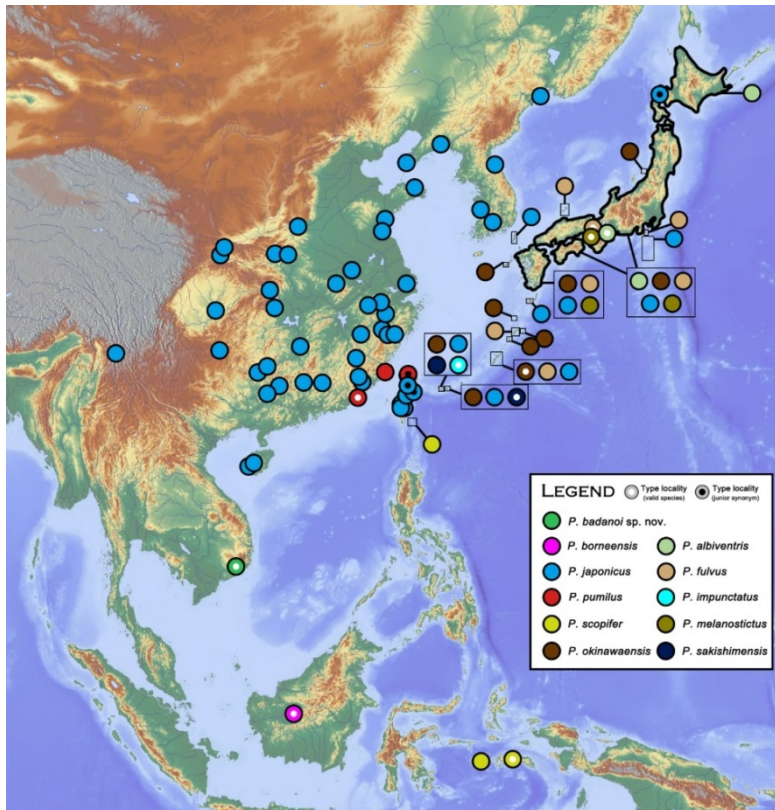 LEGEND
Type locality
(valid species)
Type locality
(junior synonym)
P. badanoi sp. nov.
P. borneensis
P. albiventris
P. japonicus
P. fulvus
P. pumilus
P. impunctatus
P. scopifer
P. melanostictus
P. okinawaensis
P. sakishimensis